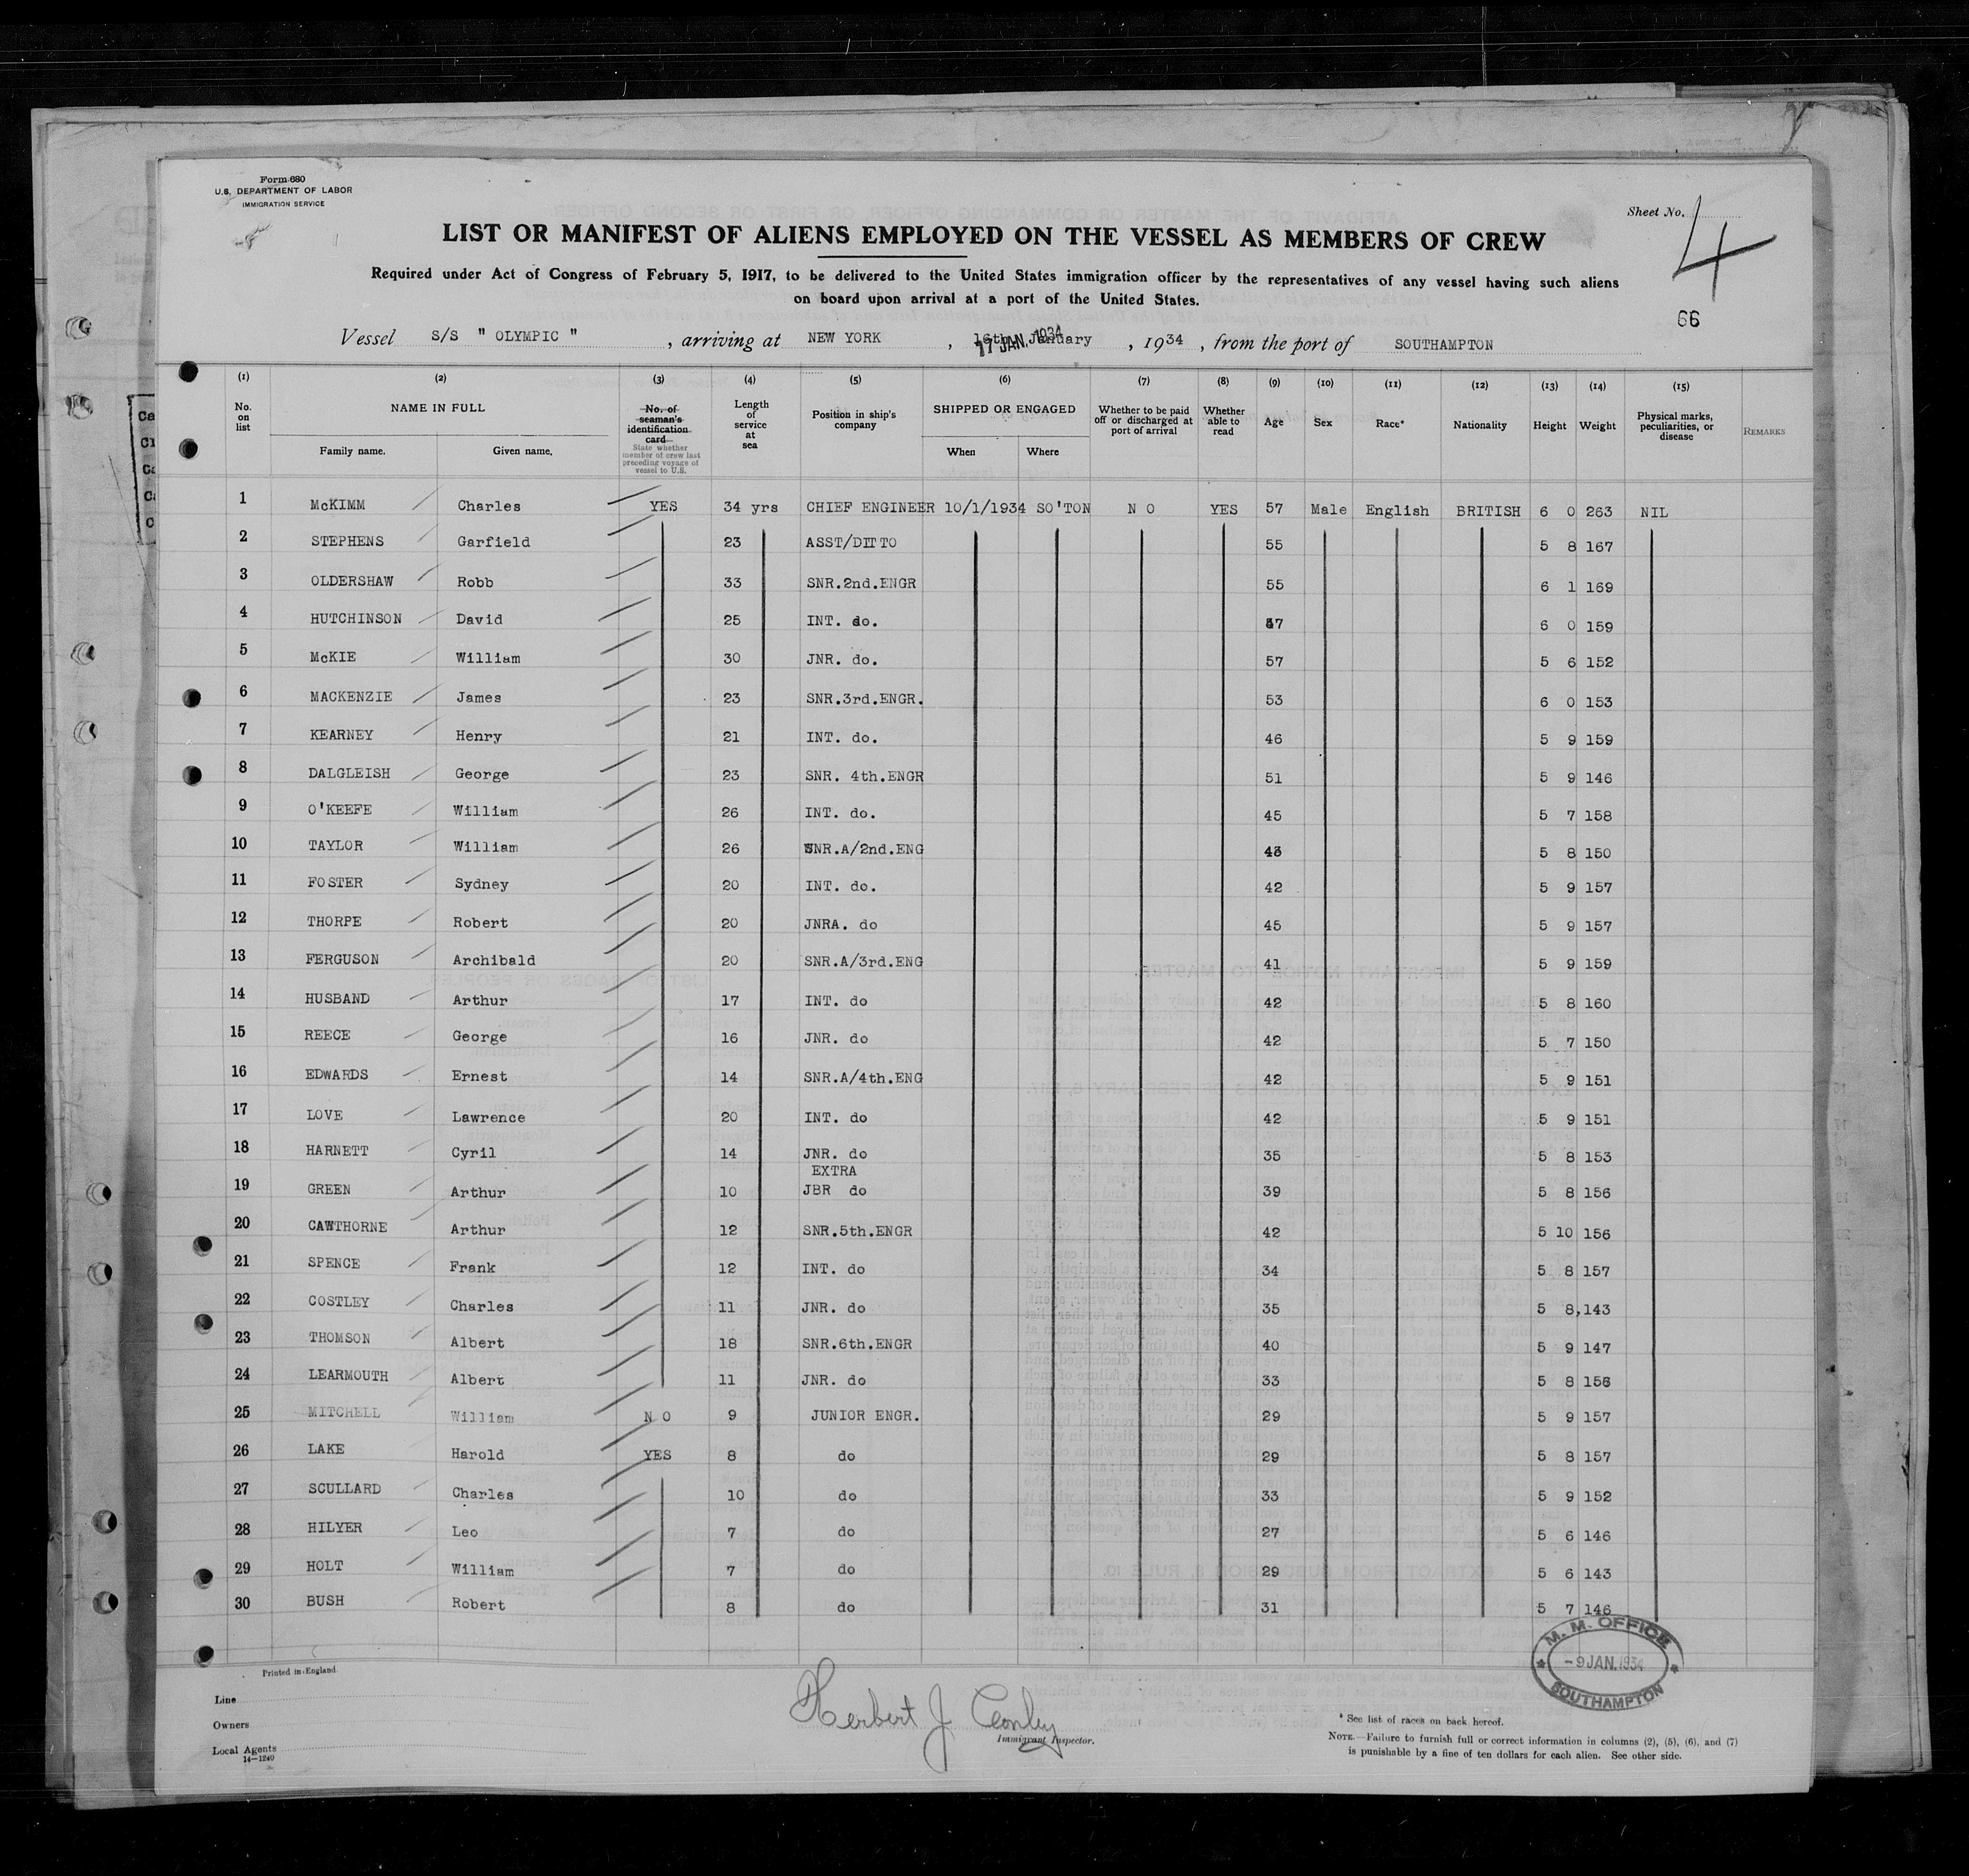 Form 680
U.S. DEPARTMENT OF LABOR
IMMIGRATION SERVICE
Sheet No. 4
LIST OR MANIFEST OF ALIENS EMPLOYED ON THE VESSEL AS MEMBERS OF CREW
Required under Act of Congress of February 5, 1917, to be delivered to the United States immigration officer by the representatives of any vessel having such aliens
on board upon arrival at a port of the United States.
66
Vessel S/S " OLYMPIC " , arriving at NEW YORK , 16th January , 1934 , from the port of SOUTHAMPTON
17 JAN. 1934
(1) (2) (3) (4) (5) (6) (7) (8) (9) (10) (11) (12) (13) (14) (15)
No. on list
NAME IN FULL
Family name. Given name.
No. of seaman's identification card
State whether member of crew last preceding voyage of vessel to U.S.
Length of service at sea
Position in ship's company
SHIPPED OR ENGAGED
When Where
Whether to be paid off or discharged at port of arrival
Whether able to read
Age
Sex
Race*
Nationality
Height
Weight
Physical marks, peculiarities, or disease
REMARKS
1 McKIMM Charles YES 34 yrs CHIEF ENGINEER 10/1/1934 SO'TON N O YES 57 Male English BRITISH 6 0 263 NIL
2 STEPHENS Garfield 23 ASST/DITTO 55 5 8 167
3 OLDERSHAW Robb 33 SNR.2nd.ENGR 55 6 1 169
4 HUTCHINSON David 25 INT. do. 6 0 159
5 McKIE William 30 JNR. do. 57 5 6 152
6 MACKENZIE James 23 SNR.3rd.ENGR. 53 6 0 153
7 KEARNEY Henry 21 INT. do. 46 5 9 159
8 DALGLEISH George 23 SNR. 4th.ENGR 51 5 9 146
9 O'KEEFE William 26 INT. do. 45 5 7 158
10 TAYLOR William 26 SNR.A/2nd.ENG 43 5 8 150
11 FOSTER Sydney 20 INT. do. 42 5 9 157
12 THORPE Robert 20 JNRA. do 45 5 9 157
13 FERGUSON Archibald 20 SNR.A/3rd.ENG 41 5 9 159
14 HUSBAND Arthur 17 INT. do 42 5 8 160
15 REECE George 16 JNR. do 42 5 7 150
16 EDWARDS Ernest 14 SNR.A/4th.ENG 42 5 9 151
17 LOVE Lawrence 20 INT. do 42 5 9 151
18 HARNETT Cyril 14 JNR. do 35 5 8 153
EXTRA
19 GREEN Arthur 10 JBR do 39 5 8 156
20 CAWTHORNE Arthur 12 SNR.5th.ENGR 42 5 10 156
21 SPENCE Frank 12 INT. do 34 5 8 157
22 COSTLEY Charles 11 JNR. do 35 5 8,143
23 THOMSON Albert 18 SNR.6th.ENGR 40 5 9 147
24 LEARMOUTH Albert 11 JNR. do 33 5 8 156
25 MITCHELL William N O 9 JUNIOR ENGR. 29 5 9 157
26 LAKE Harold YES 8 do 29 5 8 157
27 SCULLARD Charles 10 do 33 5 9 152
28 HILYER Leo 7 do 27 5 6 146
29 HOLT William 7 do 29 5 6 143
30 BUSH Robert 8 do 31 5 7 146
M. M. OFFICE
-9 JAN. 1934
SOUTHAMPTON
Printed in England
Line
Owners
Local Agents
14—1240
Herbert J
Immigrant Inspector.
* See list of races on back hereof.
NOTE.—Failure to furnish full or correct information in columns (2), (5), (6), and (7)
is punishable by a fine of ten dollars for each alien. See other side.